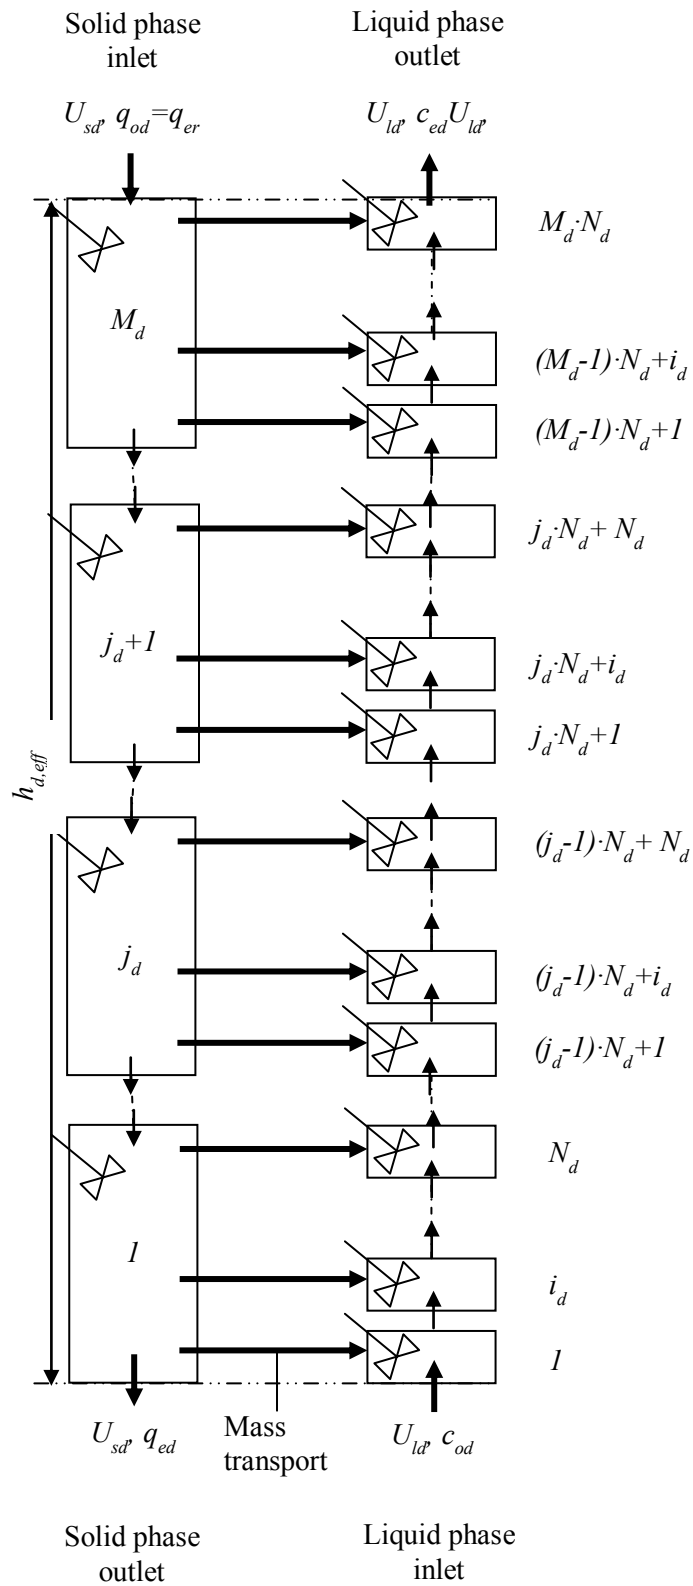 Solid phase
inlet
Liquid phase
outlet
U_sd, q_od=q_er
U_ld, c_ed U_ld,
M_d
M_d·N_d
(M_d-1)·N_d+i_d
(M_d-1)·N_d+1
j_d+1
j_d·N_d+ N_d
j_d·N_d+i_d
j_d·N_d+1
h_d,eff
j_d
(j_d-1)·N_d+ N_d
(j_d-1)·N_d+i_d
(j_d-1)·N_d+1
1
N_d
i_d
1
U_sd, q_ed
Mass
transport
U_ld, c_od
Solid phase
outlet
Liquid phase
inlet